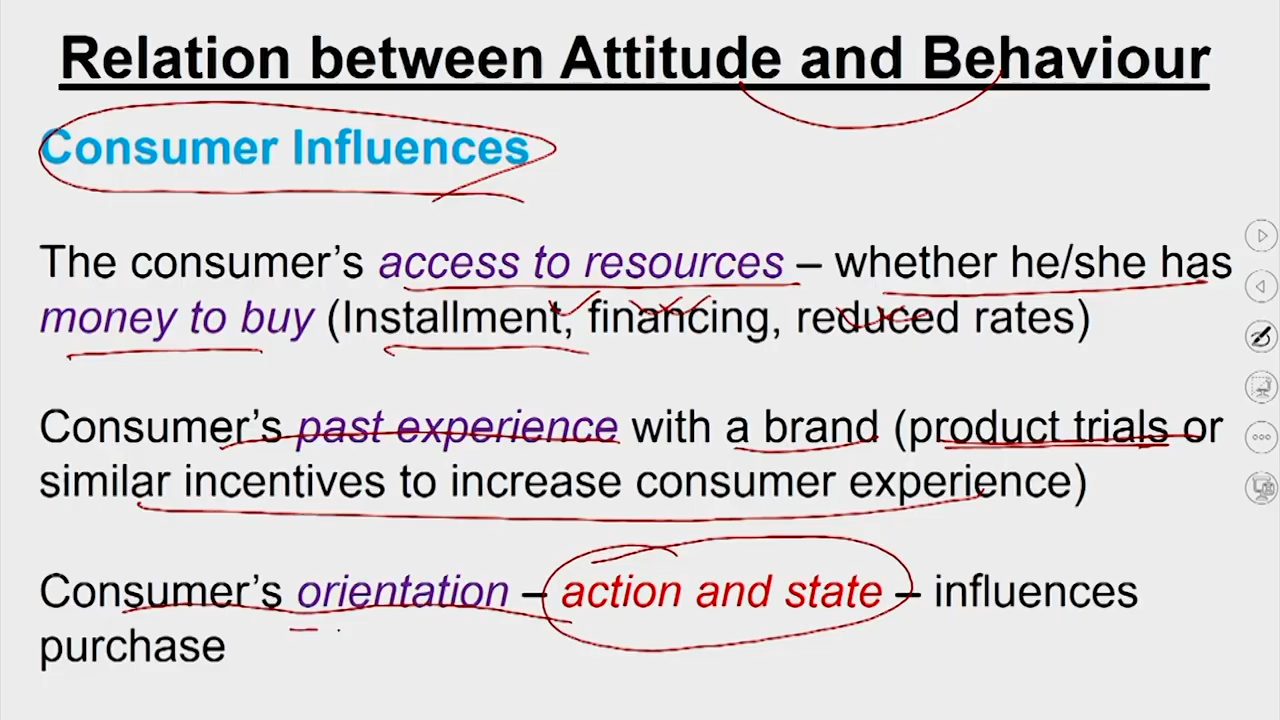 Relation between Attitude and Behaviour
Consumer Influences
The consumer’s access to resources – whether he/she has
money to buy (Installment, financing, reduced rates)
Consumer’s past experience with a brand (product trials or
similar incentives to increase consumer experience)
Consumer’s orientation – action and state – influences
purchase